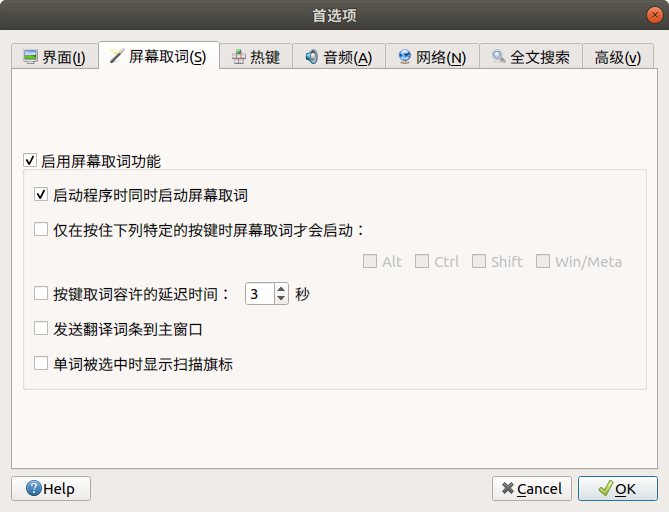 首选项
界面(I) 屏幕取词(S) 热键 音频(A) 网络(N) 全文搜索 高级(v)
启用屏幕取词功能
启动程序时同时启动屏幕取词
仅在按住下列特定的按键时屏幕取词才会启动：
Alt Ctrl Shift Win/Meta
按键取词容许的延迟时间： 3 秒
发送翻译词条到主窗口
单词被选中时显示扫描旗标
Help Cancel OK